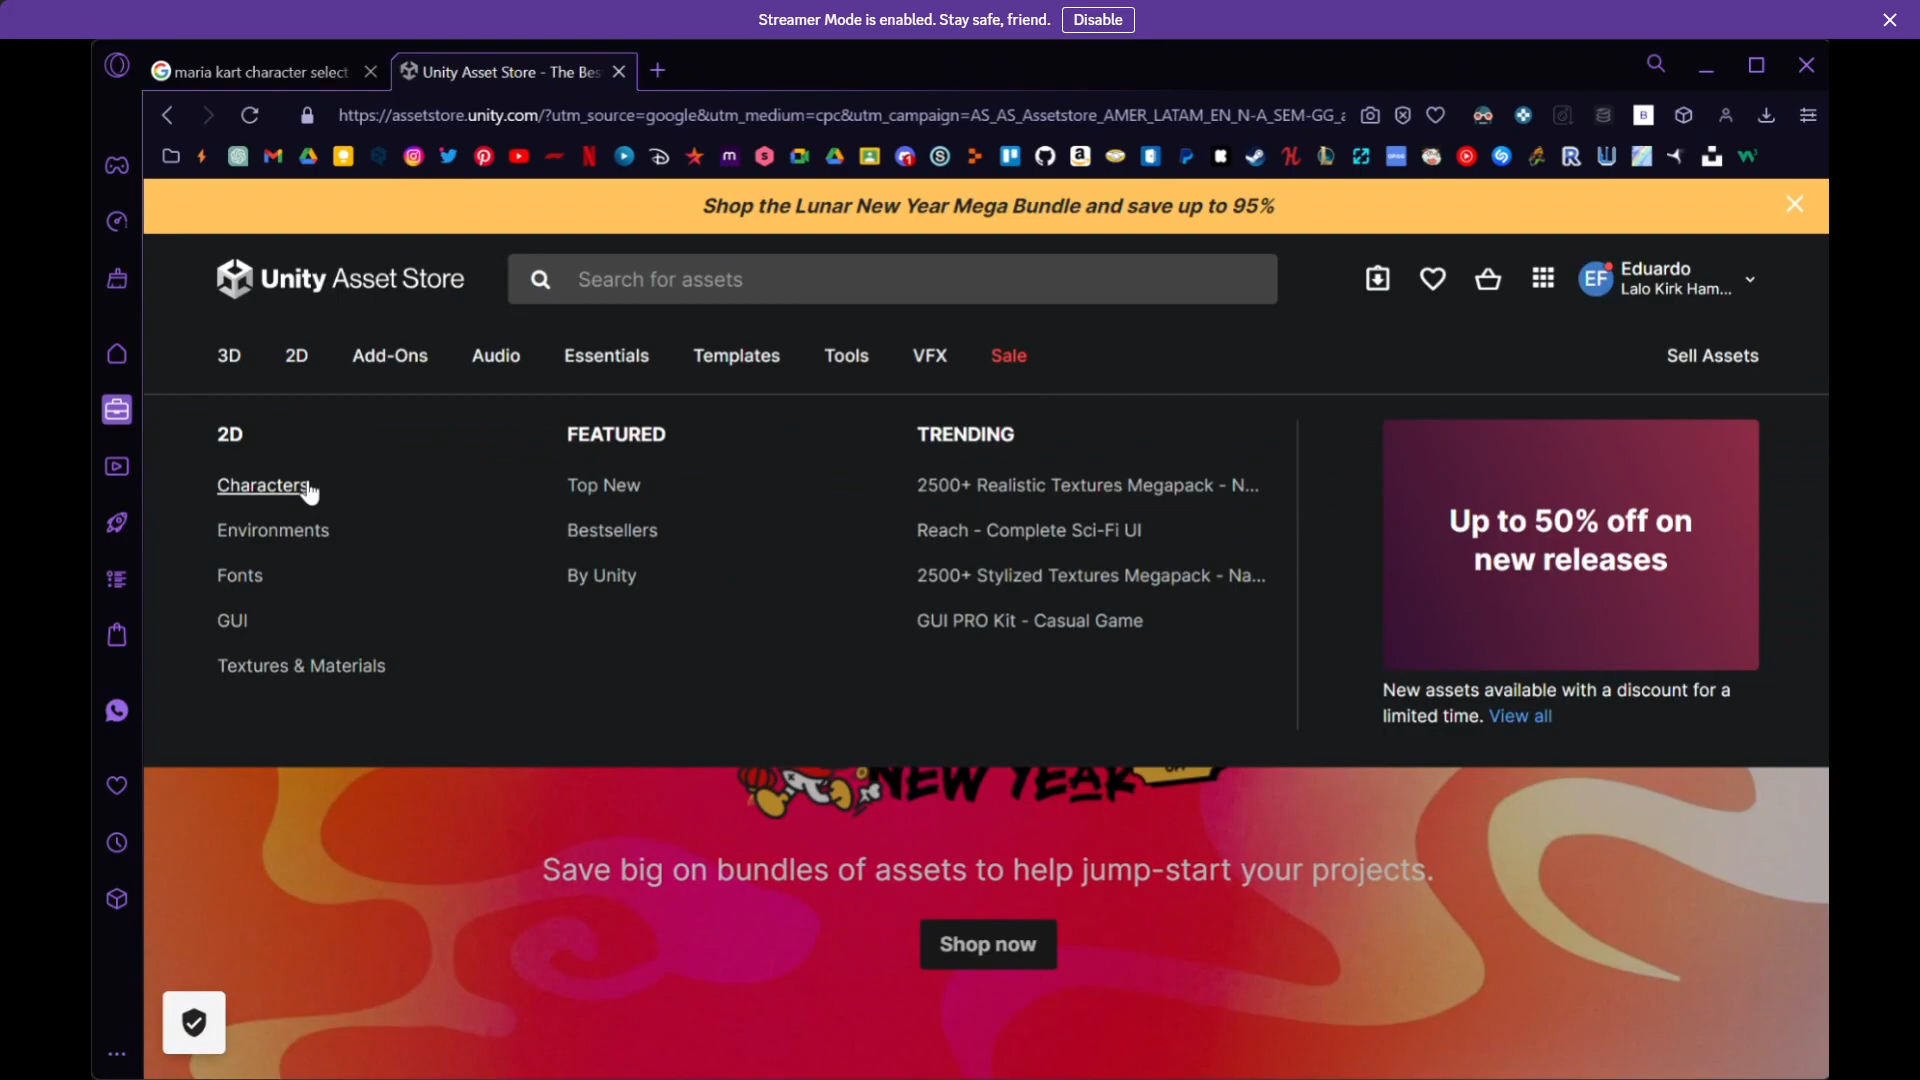 Streamer Mode is enabled. Stay safe, friend. Disable
maria kart character select
Unity Asset Store - The Bes
https://assetstore.unity.com/?utm_source=google&utm_medium=cpc&utm_campaign=AS_AS_Assetstore_AMER_LATAM_EN_N-A_SEM-GG_a
Shop the Lunar New Year Mega Bundle and save up to 95%
Unity Asset Store
Search for assets
EF
Eduardo
Lalo Kirk Ham...
3D 2D Add-Ons Audio Essentials Templates Tools VFX Sale Sell Assets
2D
Characters
Environments
Fonts
GUI
Textures & Materials
FEATURED
Top New
Bestsellers
By Unity
TRENDING
2500+ Realistic Textures Megapack - N...
Reach - Complete Sci-Fi UI
2500+ Stylized Textures Megapack - Na...
GUI PRO Kit - Casual Game
Up to 50% off on
new releases
New assets available with a discount for a
limited time. View all
NEW YEAR
Save big on bundles of assets to help jump-start your projects.
Shop now